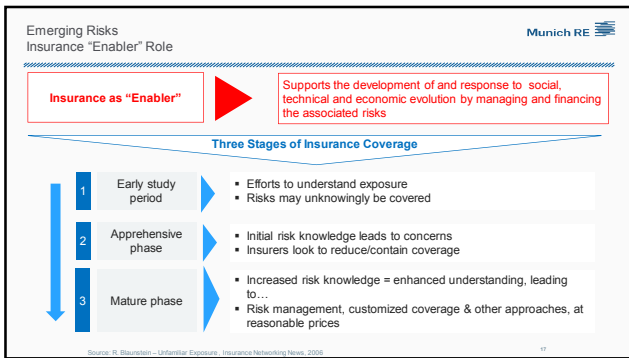 Emerging Risks
Insurance “Enabler” Role
Munich RE
Insurance as “Enabler”
Supports the development of and response to social,
technical and economic evolution by managing and financing
the associated risks
Three Stages of Insurance Coverage
1
Early study
period
▪ Efforts to understand exposure
▪ Risks may unknowingly be covered
2
Apprehensive
phase
▪ Initial risk knowledge leads to concerns
▪ Insurers look to reduce/contain coverage
3
Mature phase
▪ Increased risk knowledge = enhanced understanding, leading
to…
▪ Risk management, customized coverage & other approaches, at
reasonable prices
Source: R. Blaunstein – Unfamiliar Exposure , Insurance Networking News, 2006
17